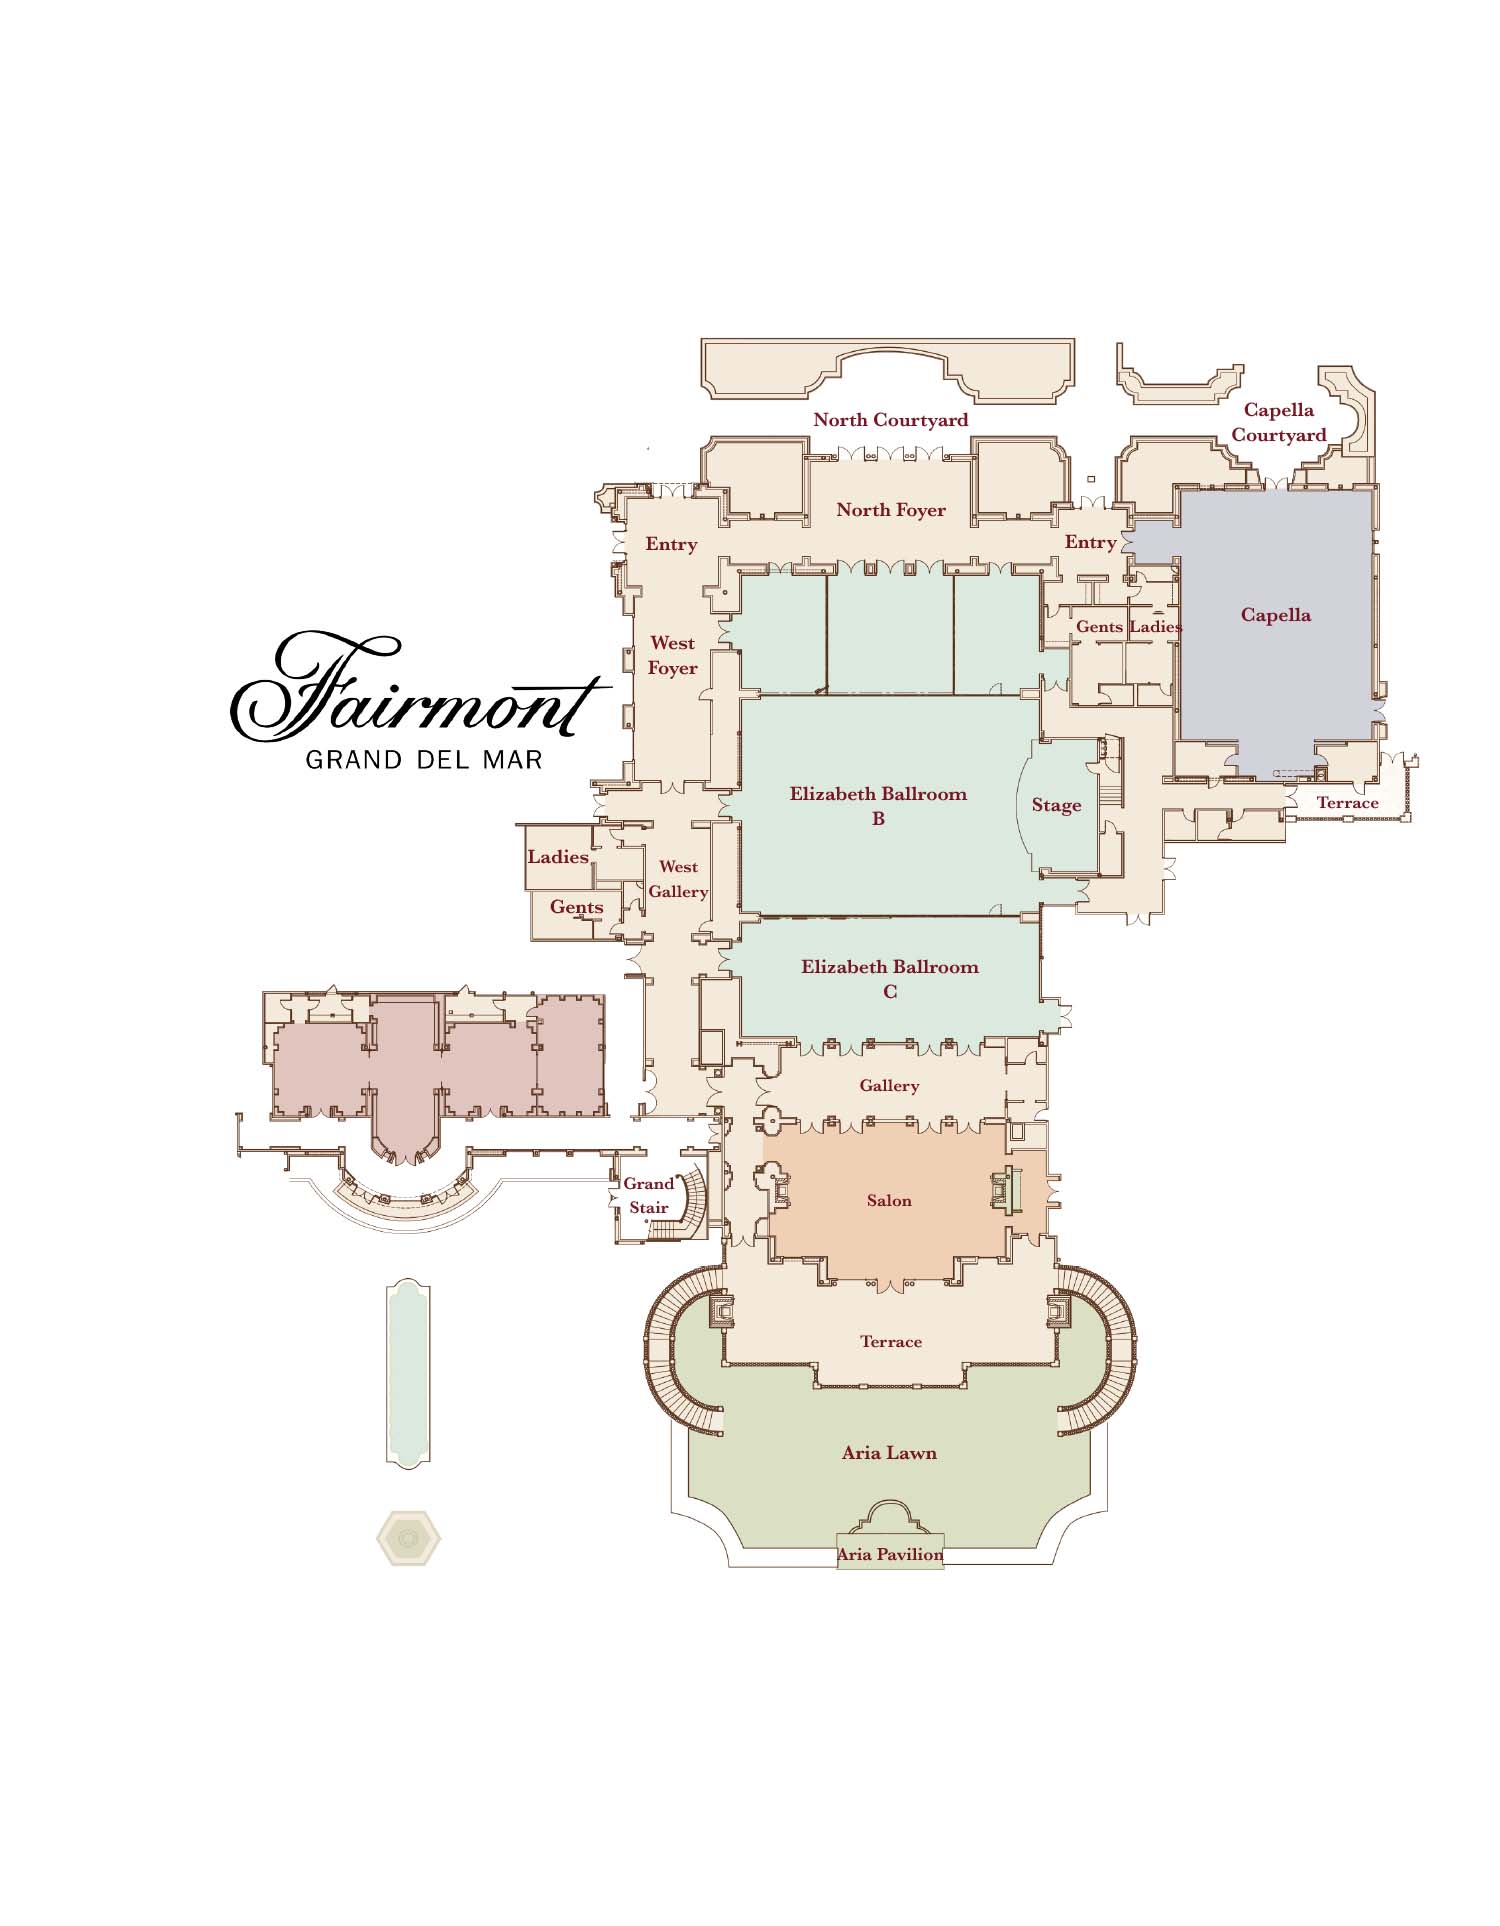 North Courtyard
Capella
Courtyard
North Foyer
Entry
Entry
Capella
Gents
Ladies
West
Foyer
Fairmont
GRAND DEL MAR
Elizabeth Ballroom
B
Stage
Terrace
Ladies
West
Gallery
Gents
Elizabeth Ballroom
C
Gallery
Grand
Stair
Salon
Terrace
Aria Lawn
Aria Pavilion